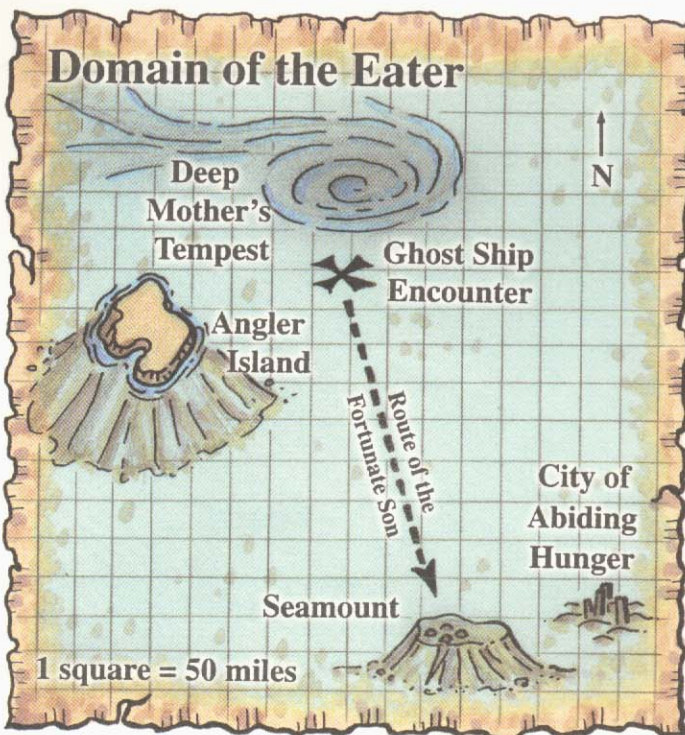 Domain of the Eater
N
Deep
Mother's
Tempest
Ghost Ship
Encounter
Angler
Island
Route of the
Fortunate Son
City of
Abiding
Hunger
Seamount
1 square = 50 miles